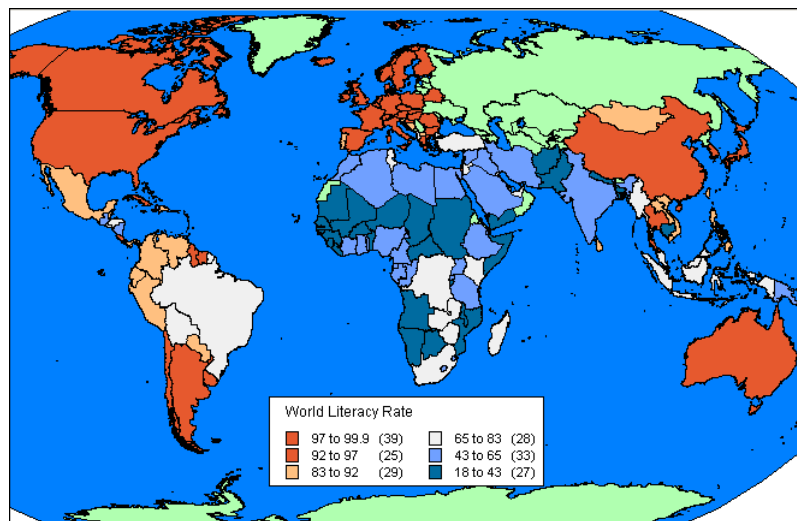 World Literacy Rate
97 to 99.9 (39) 65 to 83 (28)
92 to 97 (25) 43 to 65 (33)
83 to 92 (29) 18 to 43 (27)